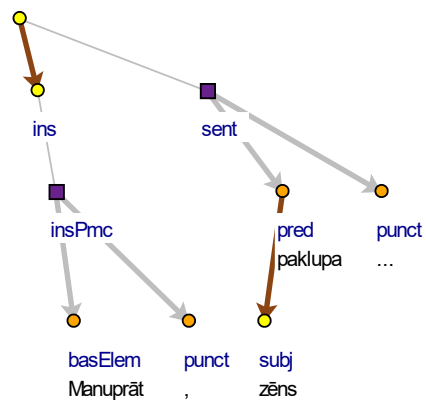 ins sent
insPmc pred punct
paklupa ...
basElem punct subj
Manuprāt , zēns